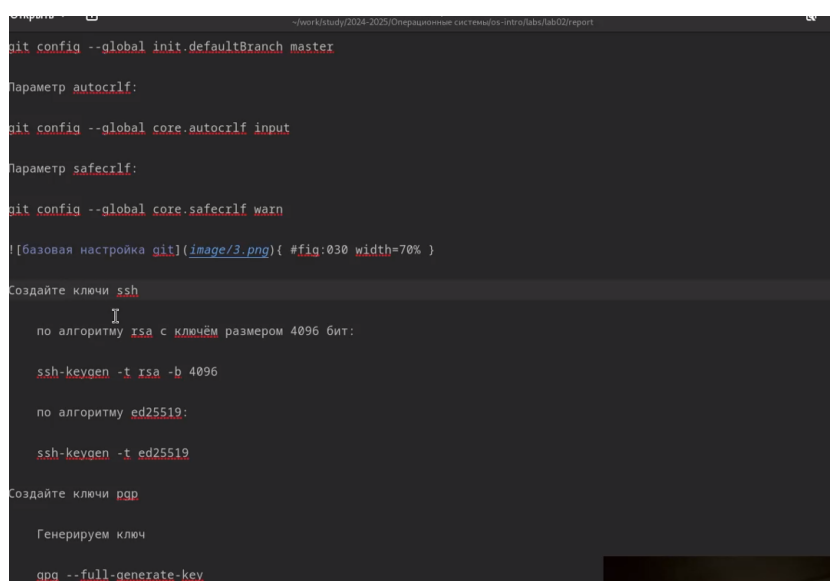 Открыть
~/work/study/2024-2025/Операционные системы/os-intro/labs/lab02/report
git config --global init.defaultBranch master
Параметр autocrlf:
git config --global core.autocrlf input
Параметр safecrlf:
git config --global core.safecrlf warn
![базовая настройка git](image/3.png){ #fig:030 width=70% }
Создайте ключи ssh
по алгоритму rsa с ключём размером 4096 бит:
ssh-keygen -t rsa -b 4096
по алгоритму ed25519:
ssh-keygen -t ed25519
Создайте ключи pgp
Генерируем ключ
gpg --full-generate-key